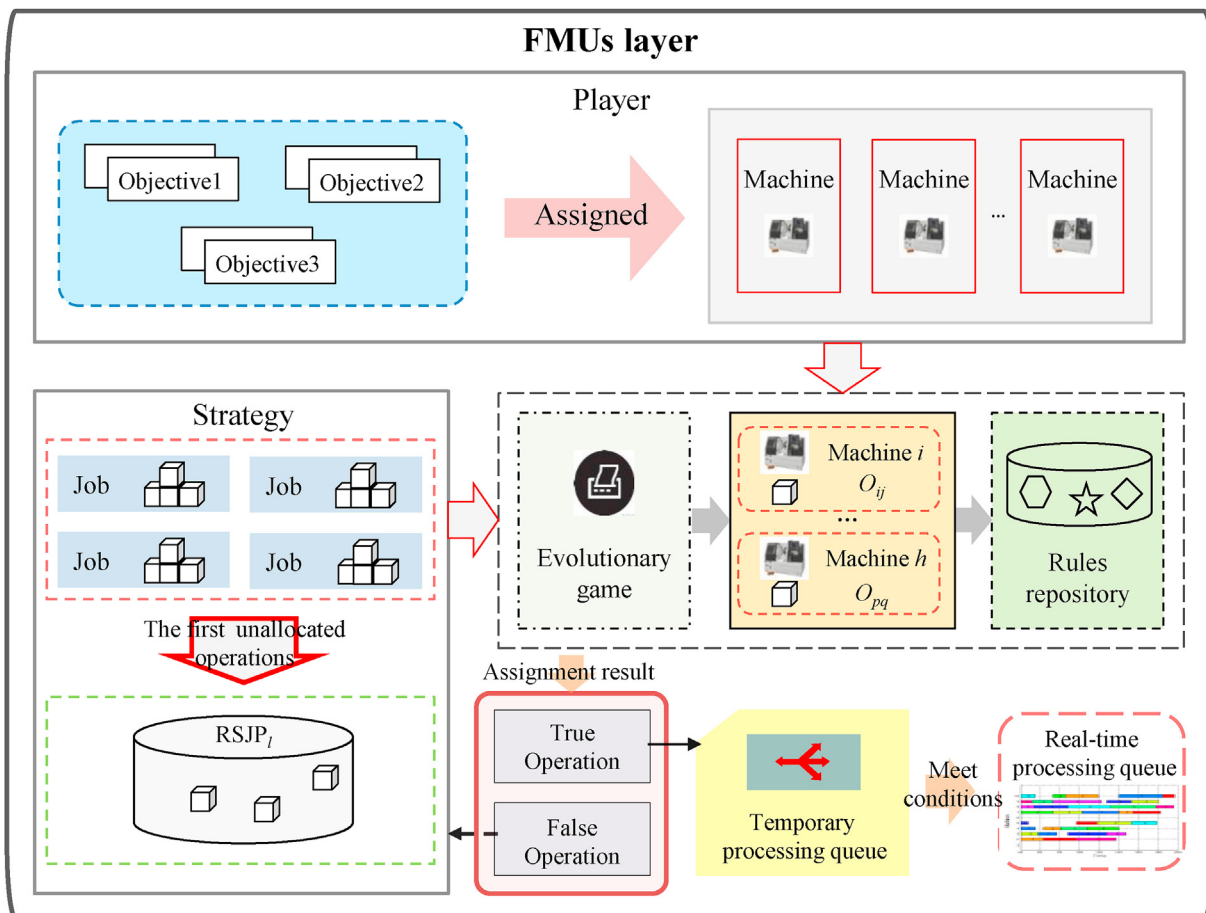 FMUs layer
Player
Objective1
Objective2
Objective3
Assigned
Machine
Machine
...
Machine
Strategy
Job
Job
Job
Job
The first unallocated
operations
RSJPl
Evolutionary
game
Machine i
Oij
...
Machine h
Opq
Rules
repository
Assignment result
True
Operation
False
Operation
Temporary
processing queue
Meet
conditions
Real-time
processing queue